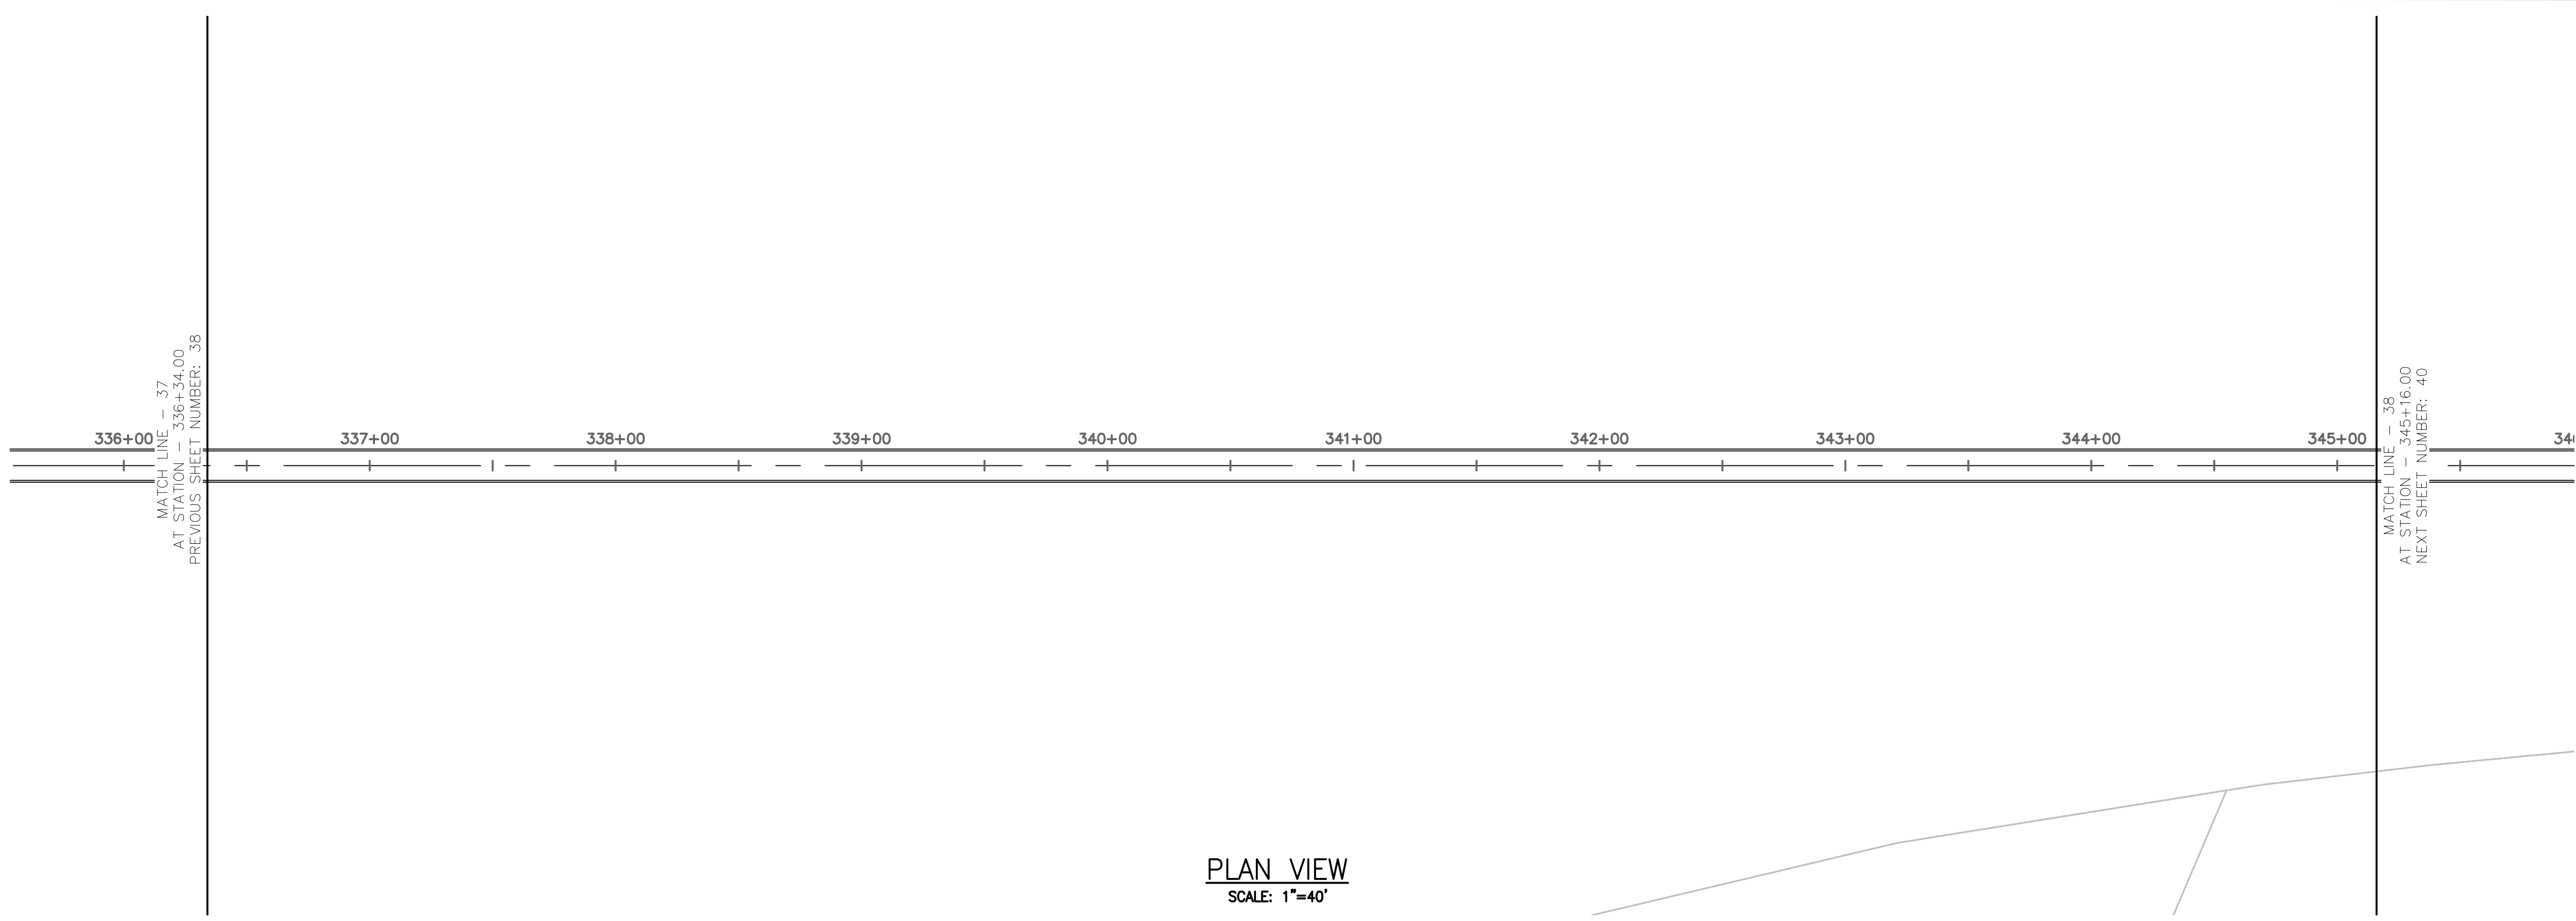 MATCH LINE - 37
AT STATION - 336+34.00
PREVIOUS SHEET NUMBER: 38
336+00
337+00
338+00
339+00
340+00
341+00
342+00
343+00
344+00
345+00
MATCH LINE - 38
AT STATION - 345+16.00
NEXT SHEET NUMBER: 40
PLAN VIEW
SCALE: 1"=40'